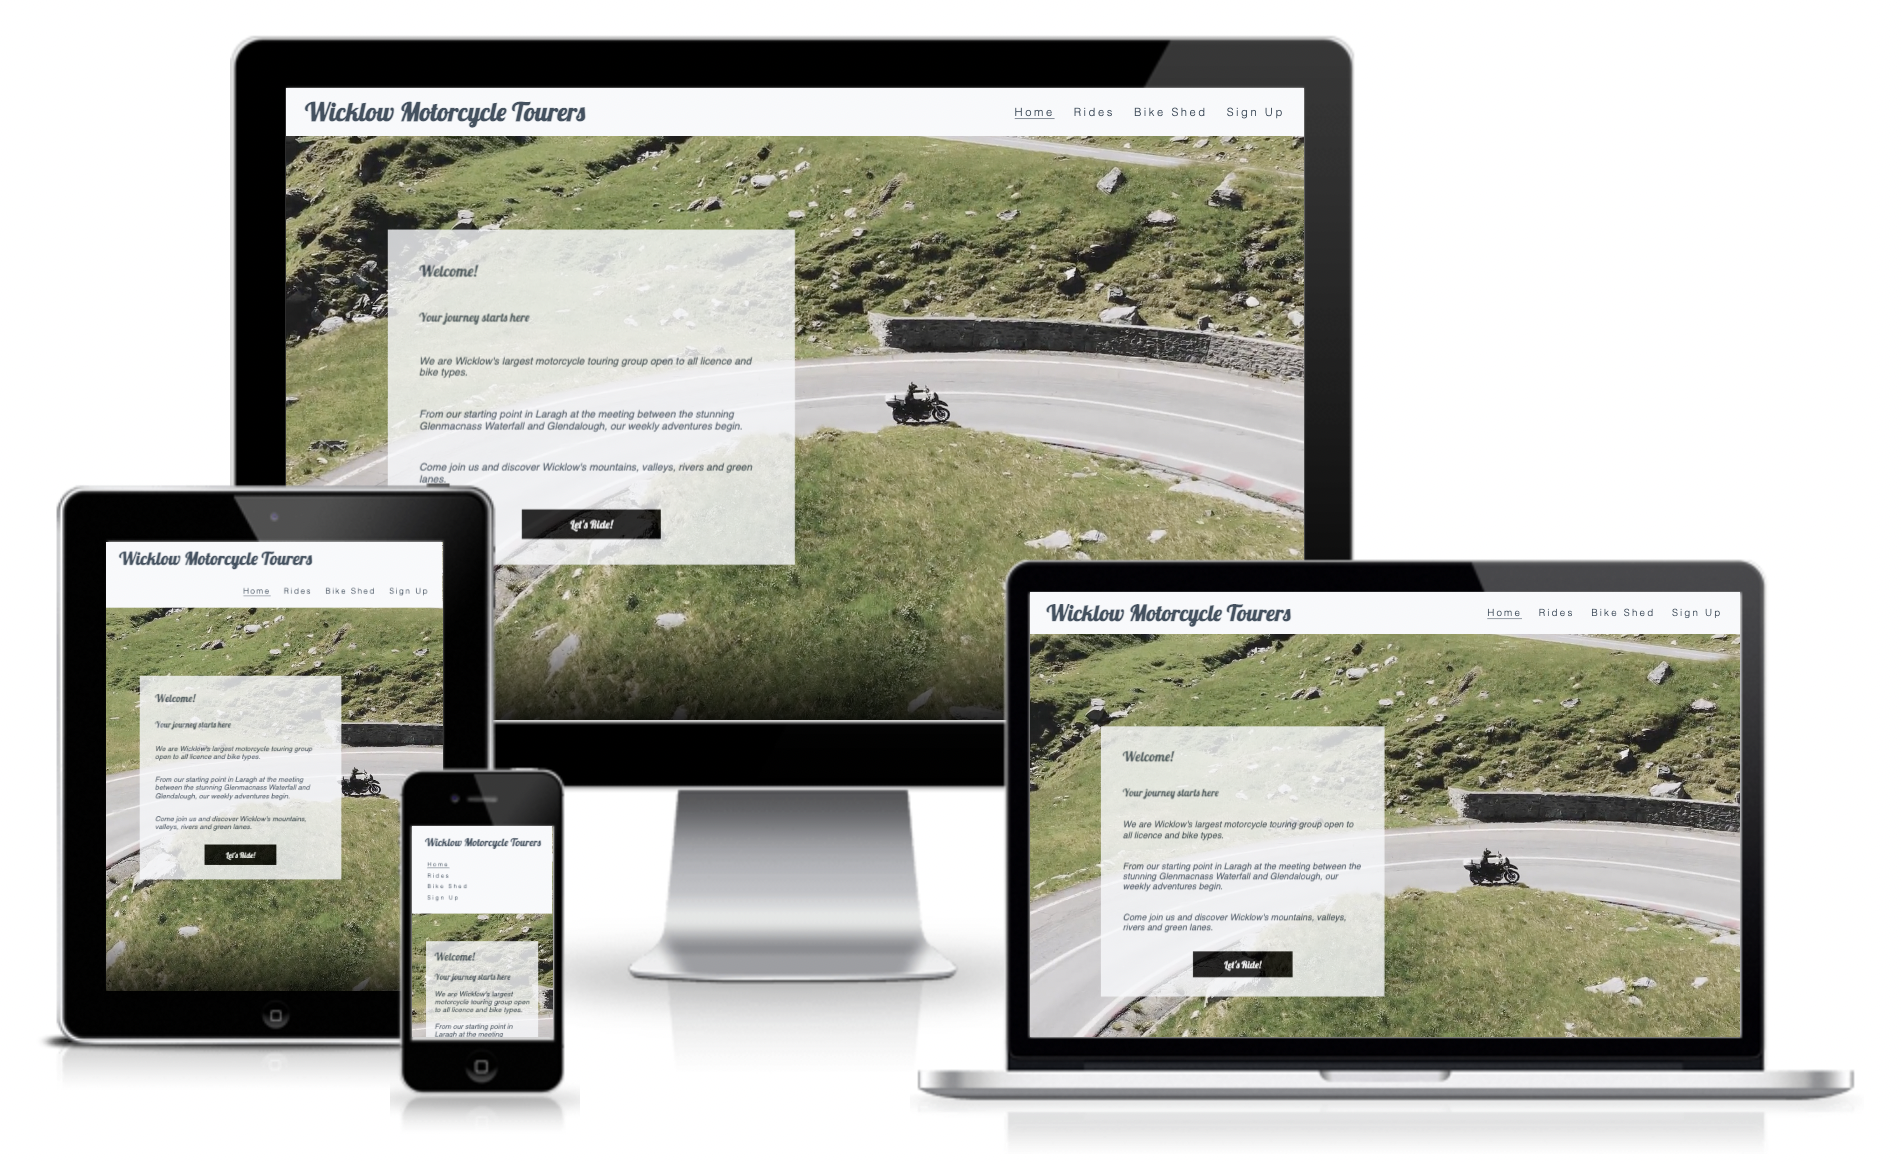 Wicklow Motorcycle Tourers
Home Rides Bike Shed Sign Up
Welcome!
Your journey starts here
We are Wicklow's largest motorcycle touring group open to all licence and
bike types.
From our starting point in Laragh at the meeting between the stunning
Glenmacnass Waterfall and Glendalough, our weekly adventures begin.
Come join us and discover Wicklow's mountains, valleys, rivers and green
lanes.
Let's Ride!
Wicklow Motorcycle Tourers
Home Rides Bike Shed Sign Up
Welcome!
Your journey starts here
We are Wicklow's largest motorcycle touring group
open to all licence and bike types.
From our starting point in Laragh at the meeting
between the stunning Glenmacnass Waterfall and
Glendalough, our weekly adventures begin.
Come join us and discover Wicklow's mountains,
valleys, rivers and green lanes.
Let's Ride!
Wicklow Motorcycle Tourers
Home
Rides
Bike Shed
Sign Up
Welcome!
Your journey starts here
We are Wicklow's largest
motorcycle touring group open
to all licence and bike types.
From our starting point in
Laragh at the meeting
Wicklow Motorcycle Tourers
Home Rides Bike Shed Sign Up
Welcome!
Your journey starts here
We are Wicklow's largest motorcycle touring group open to
all licence and bike types.
From our starting point in Laragh at the meeting between the
stunning Glenmacnass Waterfall and Glendalough, our
weekly adventures begin.
Come join us and discover Wicklow's mountains, valleys,
rivers and green lanes.
Let's Ride!